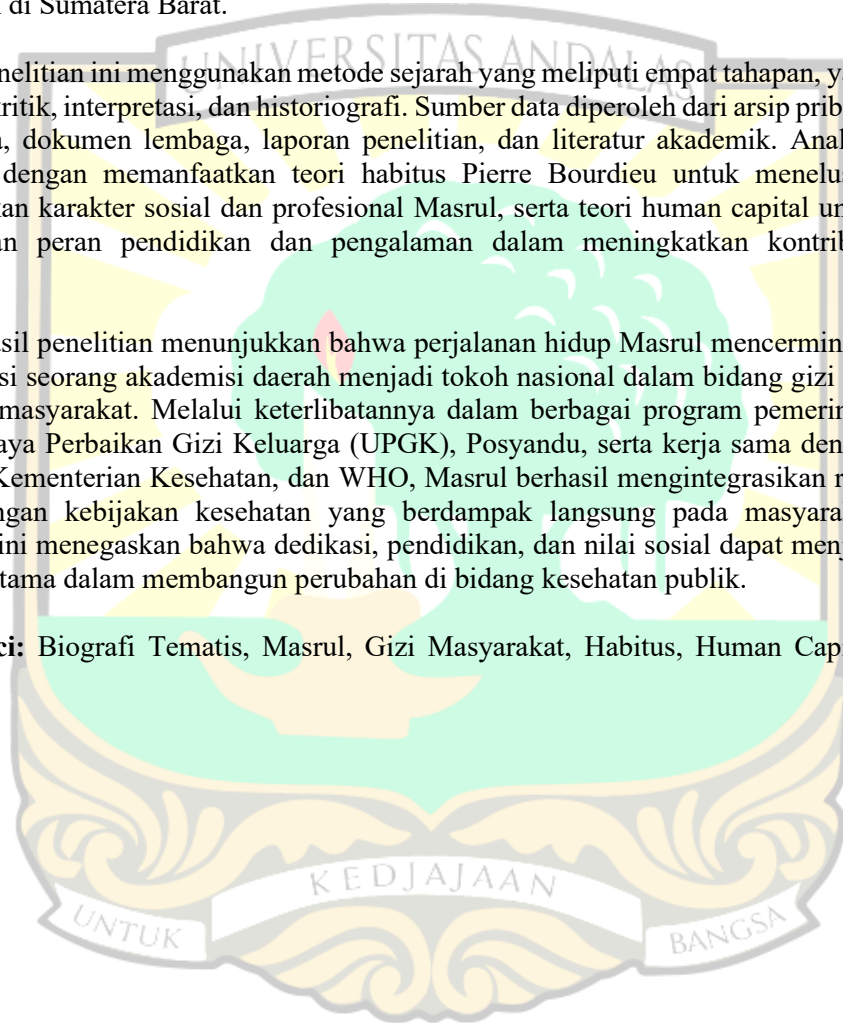 di Sumatera Barat.
nelitian ini menggunakan metode sejarah yang meliputi empat tahapan, ya
kritik, interpretasi, dan historiografi. Sumber data diperoleh dari arsip prib
, dokumen lembaga, laporan penelitian, dan literatur akademik. Anal
dengan memanfaatkan teori habitus Pierre Bourdieu untuk menelus
kan karakter sosial dan profesional Masrul, serta teori human capital un
an peran pendidikan dan pengalaman dalam meningkatkan kontrib
sil penelitian menunjukkan bahwa perjalanan hidup Masrul mencermin
si seorang akademisi daerah menjadi tokoh nasional dalam bidang gizi
masyarakat. Melalui keterlibatannya dalam berbagai program pemerin
aya Perbaikan Gizi Keluarga (UPGK), Posyandu, serta kerja sama den
Kementerian Kesehatan, dan WHO, Masrul berhasil mengintegrasikan r
ngan kebijakan kesehatan yang berdampak langsung pada masyara
ini menegaskan bahwa dedikasi, pendidikan, dan nilai sosial dapat menj
tama dalam membangun perubahan di bidang kesehatan publik.
ci: Biografi Tematis, Masrul, Gizi Masyarakat, Habitus, Human Cap
UNIVERSITAS ANDALAS
KEDJAJAAN
UNTUK
BANGSA